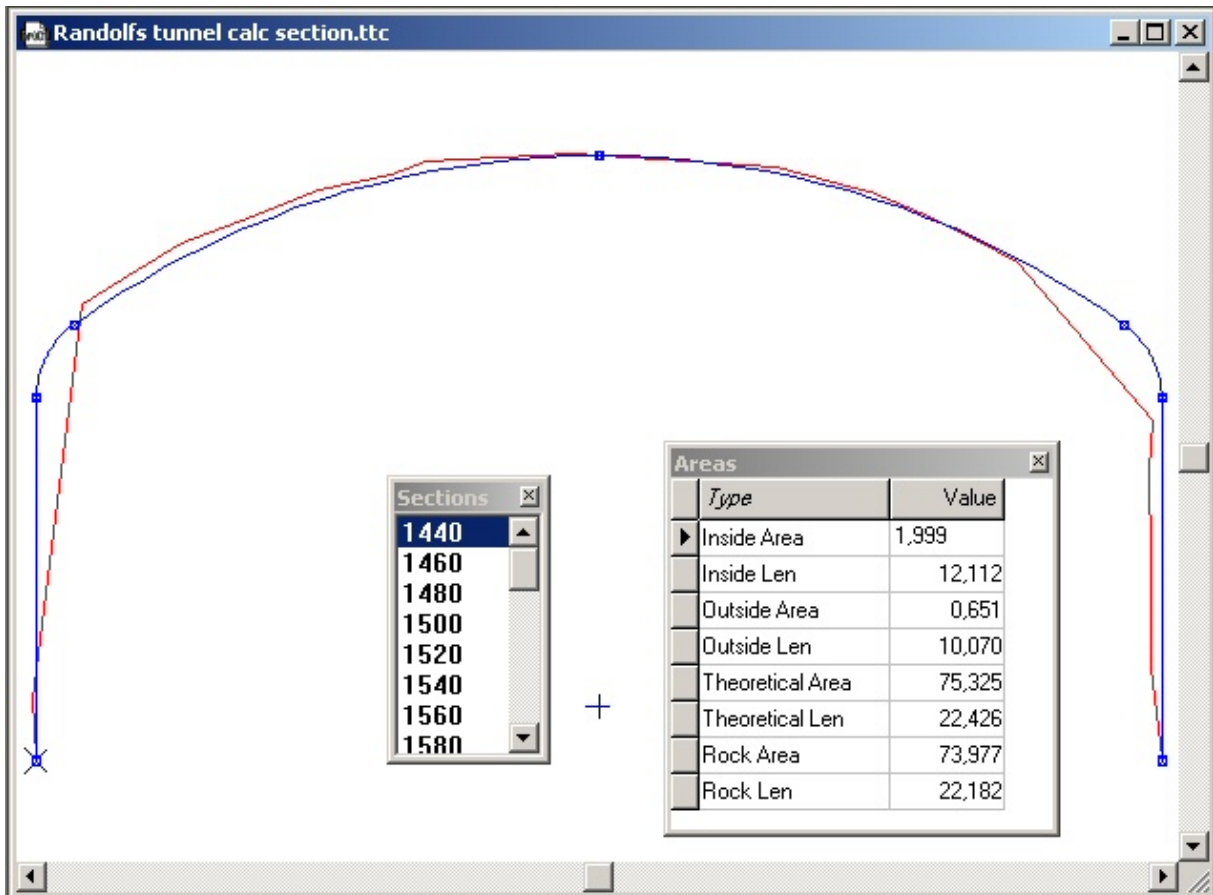 Randolfs tunnel calc section.ttc
Sections
1440
1460
1480
1500
1520
1540
1560
1580
Areas
Type Value
Inside Area 1,999
Inside Len 12,112
Outside Area 0,651
Outside Len 10,070
Theoretical Area 75,325
Theoretical Len 22,426
Rock Area 73,977
Rock Len 22,182